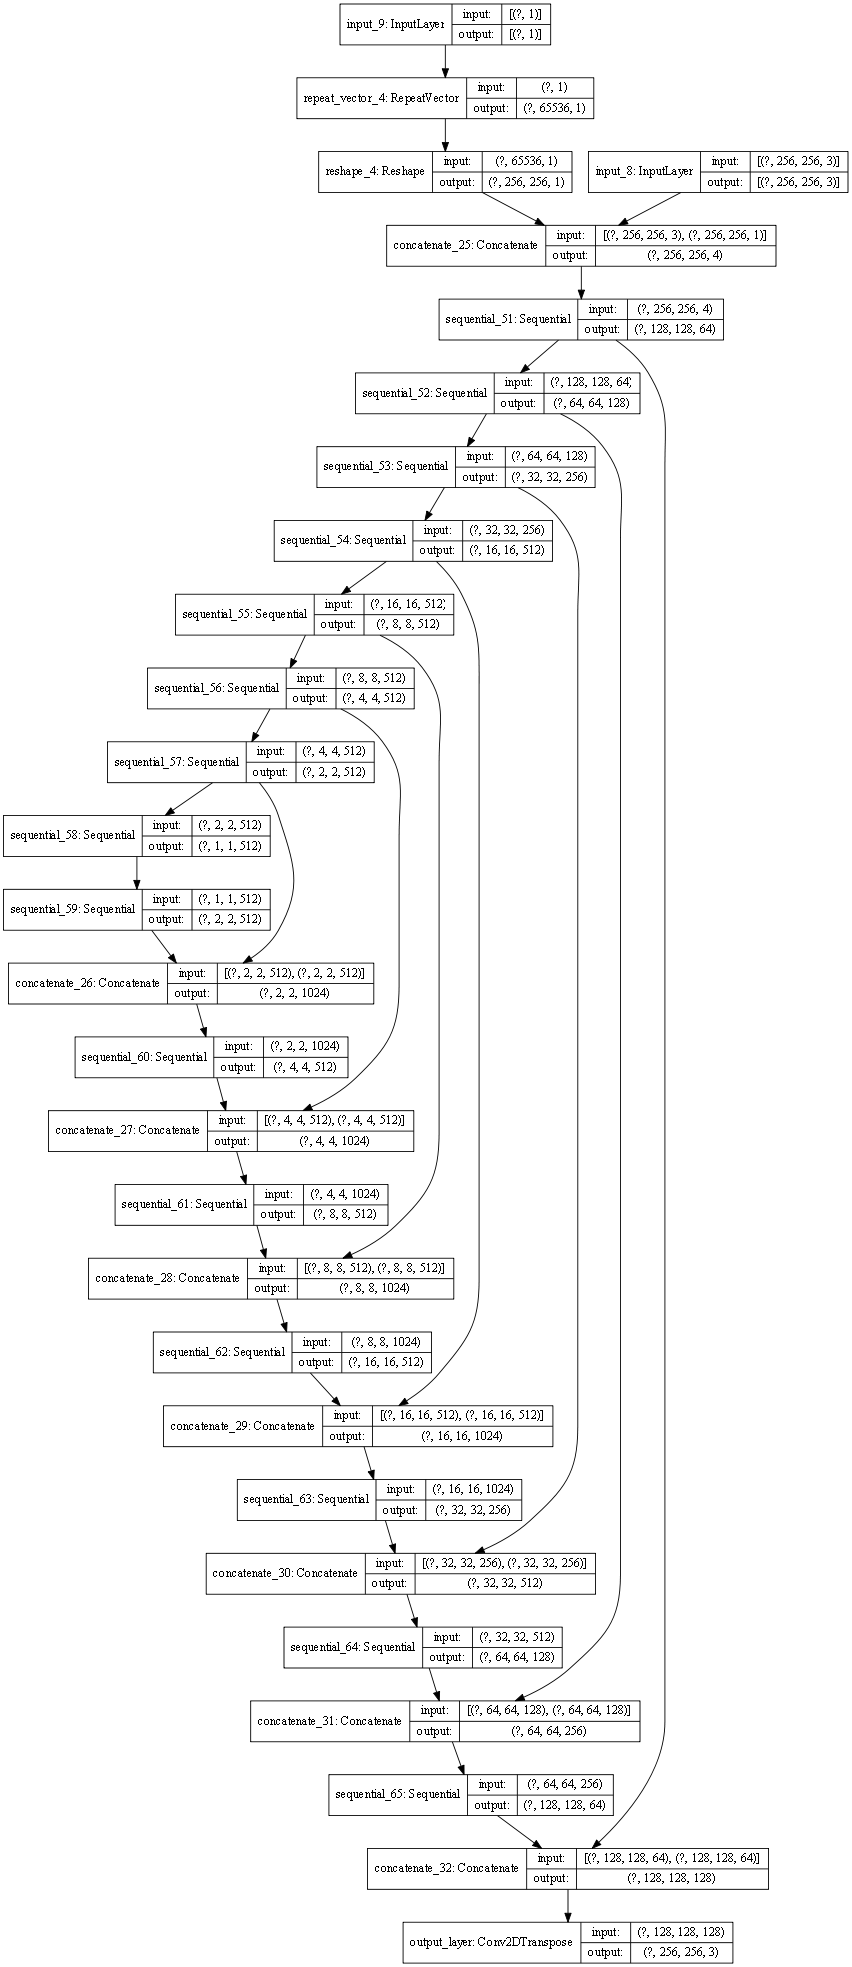 input_9: InputLayer
input: [(?, 1)]
output: [(?, 1)]
repeat_vector_4: RepeatVector
input: (?, 1)
output: (?, 65536, 1)
reshape_4: Reshape
input: (?, 65536, 1)
output: (?, 256, 256, 1)
input_8: InputLayer
input: [(?, 256, 256, 3)]
output: [(?, 256, 256, 3)]
concatenate_25: Concatenate
input: [(?, 256, 256, 3), (?, 256, 256, 1)]
output: (?, 256, 256, 4)
sequential_51: Sequential
input: (?, 256, 256, 4)
output: (?, 128, 128, 64)
sequential_52: Sequential
input: (?, 128, 128, 64)
output: (?, 64, 64, 128)
sequential_53: Sequential
input: (?, 64, 64, 128)
output: (?, 32, 32, 256)
sequential_54: Sequential
input: (?, 32, 32, 256)
output: (?, 16, 16, 512)
sequential_55: Sequential
input: (?, 16, 16, 512)
output: (?, 8, 8, 512)
sequential_56: Sequential
input: (?, 8, 8, 512)
output: (?, 4, 4, 512)
sequential_57: Sequential
input: (?, 4, 4, 512)
output: (?, 2, 2, 512)
sequential_58: Sequential
input: (?, 2, 2, 512)
output: (?, 1, 1, 512)
sequential_59: Sequential
input: (?, 1, 1, 512)
output: (?, 2, 2, 512)
concatenate_26: Concatenate
input: [(?, 2, 2, 512), (?, 2, 2, 512)]
output: (?, 2, 2, 1024)
sequential_60: Sequential
input: (?, 2, 2, 1024)
output: (?, 4, 4, 512)
concatenate_27: Concatenate
input: [(?, 4, 4, 512), (?, 4, 4, 512)]
output: (?, 4, 4, 1024)
sequential_61: Sequential
input: (?, 4, 4, 1024)
output: (?, 8, 8, 512)
concatenate_28: Concatenate
input: [(?, 8, 8, 512), (?, 8, 8, 512)]
output: (?, 8, 8, 1024)
sequential_62: Sequential
input: (?, 8, 8, 1024)
output: (?, 16, 16, 512)
concatenate_29: Concatenate
input: [(?, 16, 16, 512), (?, 16, 16, 512)]
output: (?, 16, 16, 1024)
sequential_63: Sequential
input: (?, 16, 16, 1024)
output: (?, 32, 32, 256)
concatenate_30: Concatenate
input: [(?, 32, 32, 256), (?, 32, 32, 256)]
output: (?, 32, 32, 512)
sequential_64: Sequential
input: (?, 32, 32, 512)
output: (?, 64, 64, 128)
concatenate_31: Concatenate
input: [(?, 64, 64, 128), (?, 64, 64, 128)]
output: (?, 64, 64, 256)
sequential_65: Sequential
input: (?, 64, 64, 256)
output: (?, 128, 128, 64)
concatenate_32: Concatenate
input: [(?, 128, 128, 64), (?, 128, 128, 64)]
output: (?, 128, 128, 128)
output_layer: Conv2DTranspose
input: (?, 128, 128, 128)
output: (?, 256, 256, 3)